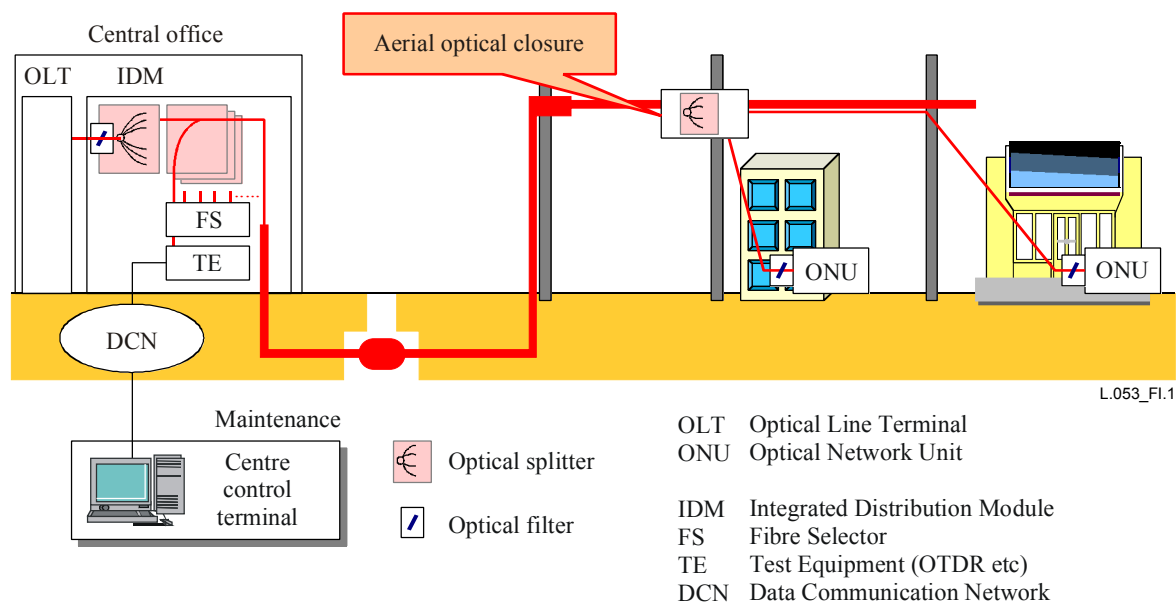 Central office
OLT
IDM
Aerial optical closure
FS
TE
ONU
ONU
DCN
L.053_FI.1
Maintenance
Centre
control
terminal
Optical splitter
Optical filter
OLT Optical Line Terminal
ONU Optical Network Unit
IDM Integrated Distribution Module
FS Fibre Selector
TE Test Equipment (OTDR etc)
DCN Data Communication Network